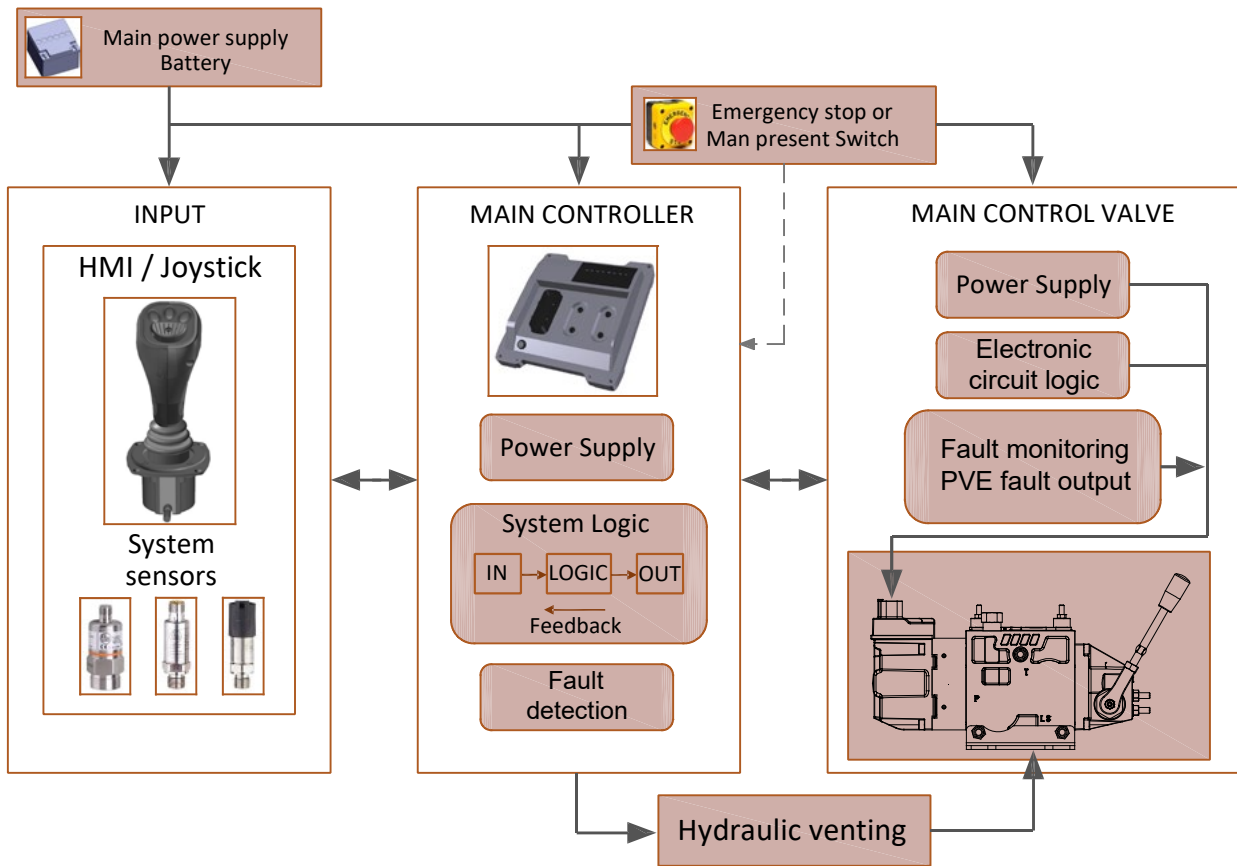 Main power supply
Battery
Emergency stop or
Man present Switch
INPUT
HMI / Joystick
System
sensors
MAIN CONTROLLER
Power Supply
System Logic
IN
LOGIC
OUT
Feedback
Fault
detection
MAIN CONTROL VALVE
Power Supply
Electronic
circuit logic
Fault monitoring
PVE fault output
P
T
LS
Hydraulic venting